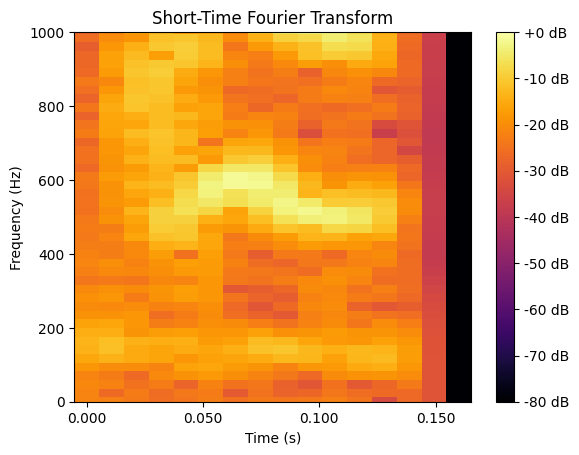 Short-Time Fourier Transform
1000
800
600
400
200
0
Frequency (Hz)
0.000
0.050
0.100
0.150
Time (s)
+0 dB
-10 dB
-20 dB
-30 dB
-40 dB
-50 dB
-60 dB
-70 dB
-80 dB